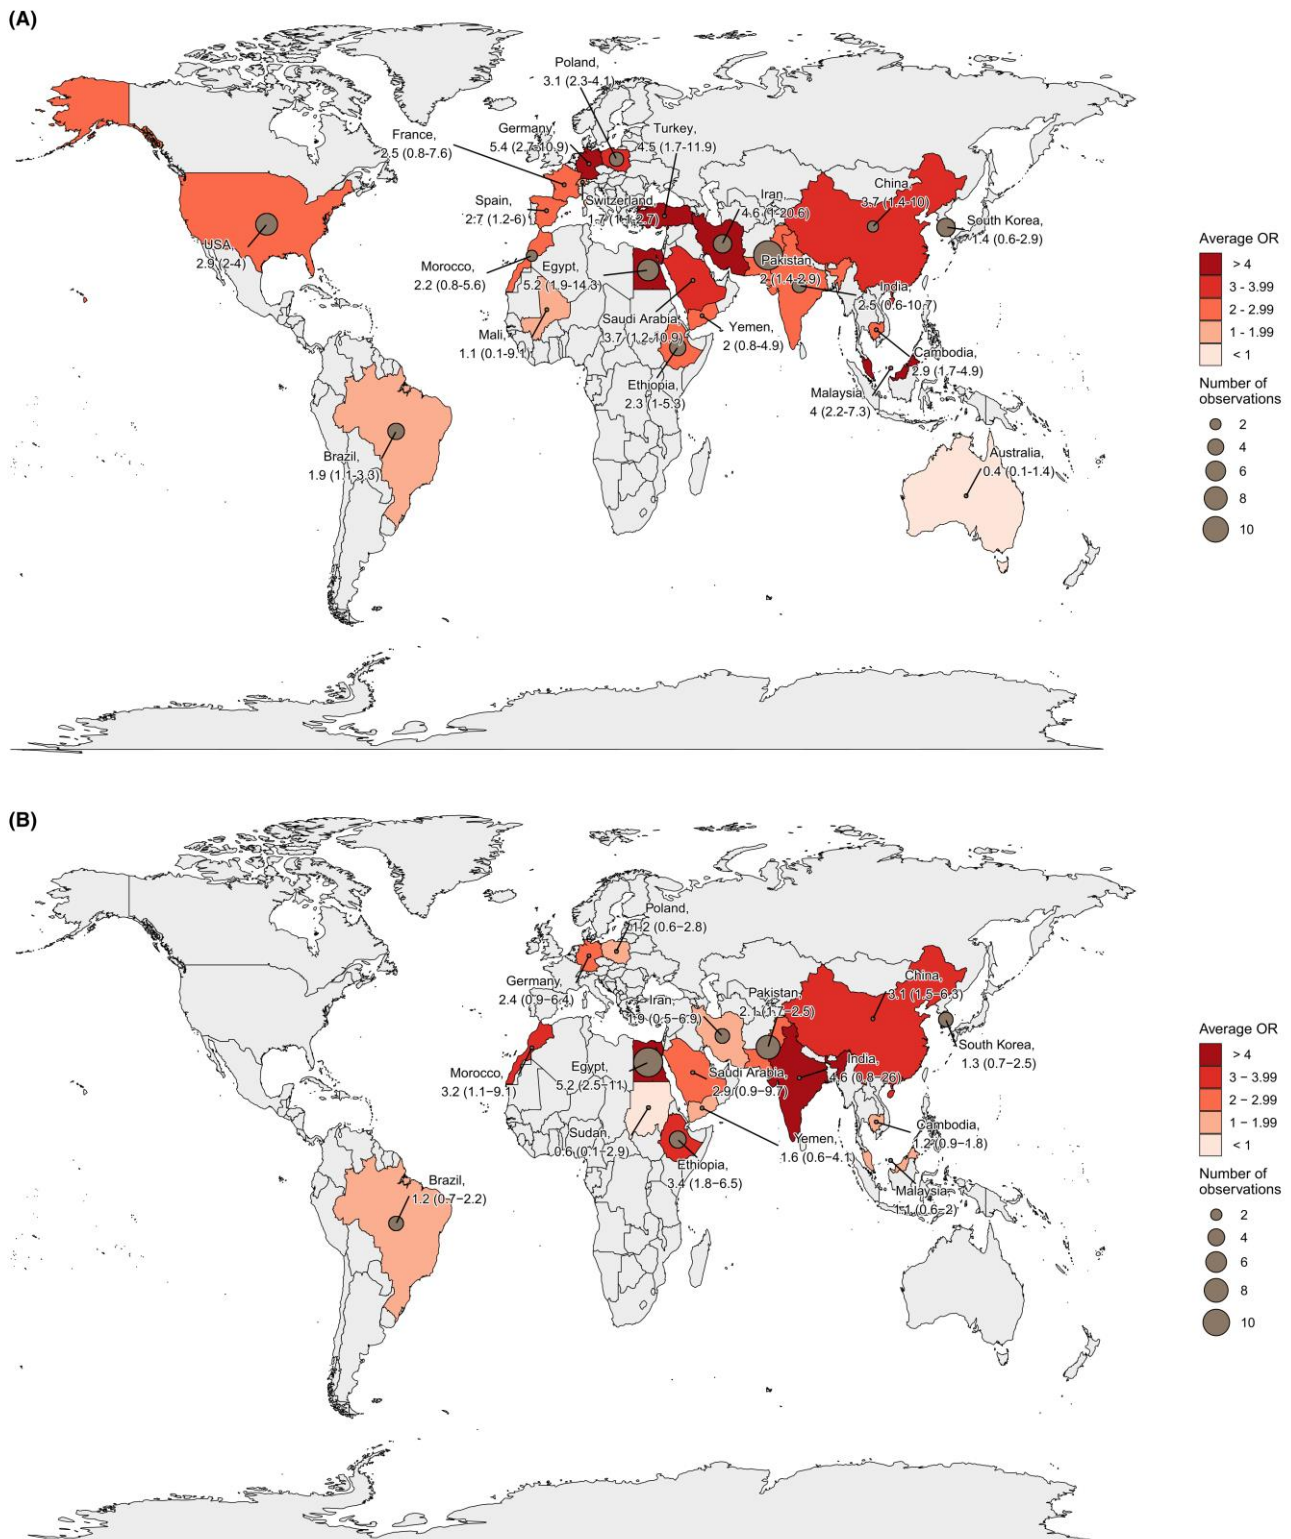 (A)
Poland,
3.1 (2.3-4.1)
France,
2.5 (0.8-7.6)
Germany,
5.4 (2.7-10.9)
Turkey,
4.5 (1.7-11.9)
Spain,
2.7 (1.2-6)
Switzerland,
1.7 (1.1-2.7)
Iran,
4.6 (1-20.6)
China,
3.7 (1.4-10)
South Korea,
1.4 (0.6-2.9)
USA,
2.9 (2-4)
Morocco,
2.2 (0.8-5.6)
Egypt,
5.2 (1.9-14.3)
Pakistan,
2 (1.4-2.9)
India,
2.5 (0.6-10.7)
Mali,
1.1 (0.1-9.1)
Saudi Arabia,
3.7 (1.2-10.9)
Yemen,
2 (0.8-4.9)
Cambodia,
2.9 (1.7-4.9)
Ethiopia,
2.3 (1-5.3)
Malaysia,
4 (2.2-7.3)
Brazil,
1.9 (1.1-3.3)
Australia,
0.4 (0.1-1.4)
Average OR
> 4
3 - 3.99
2 - 2.99
1 - 1.99
< 1
Number of
observations
2
4
6
8
10
(B)
Poland,
1.2 (0.6−2.8)
Germany,
2.4 (0.9−6.4)
Iran,
1.9 (0.5−6.9)
Pakistan,
2.1 (1.7−2.5)
China,
3.1 (1.5−6.3)
South Korea,
1.3 (0.7−2.5)
Morocco,
3.2 (1.1−9.1)
Egypt,
5.2 (2.5−11)
Saudi Arabia,
2.9 (0.9−9.7)
India,
4.6 (0.8−26)
Sudan,
0.6 (0.1−2.9)
Ethiopia,
3.4 (1.8−6.5)
Yemen,
1.6 (0.6−4.1)
Cambodia,
1.2 (0.9−1.8)
Malaysia,
1.1 (0.6−2)
Brazil,
1.2 (0.7−2.2)
Average OR
> 4
3 − 3.99
2 − 2.99
1 − 1.99
< 1
Number of
observations
2
4
6
8
10